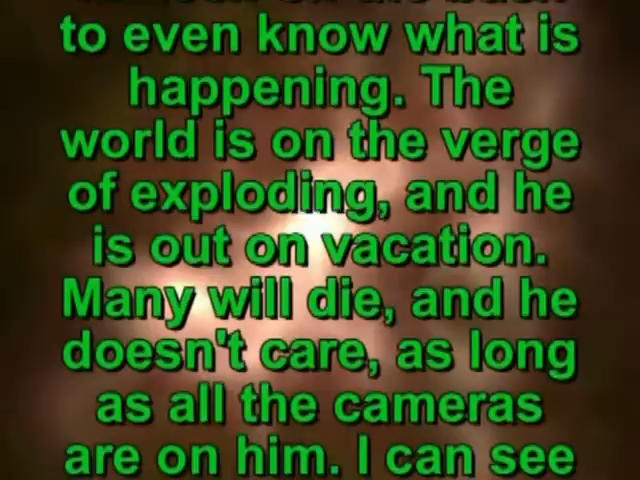 to even know what is
happening. The
world is on the verge
of exploding, and he
is out on vacation.
Many will die, and he
doesn't care, as long
as all the cameras
are on him. I can see